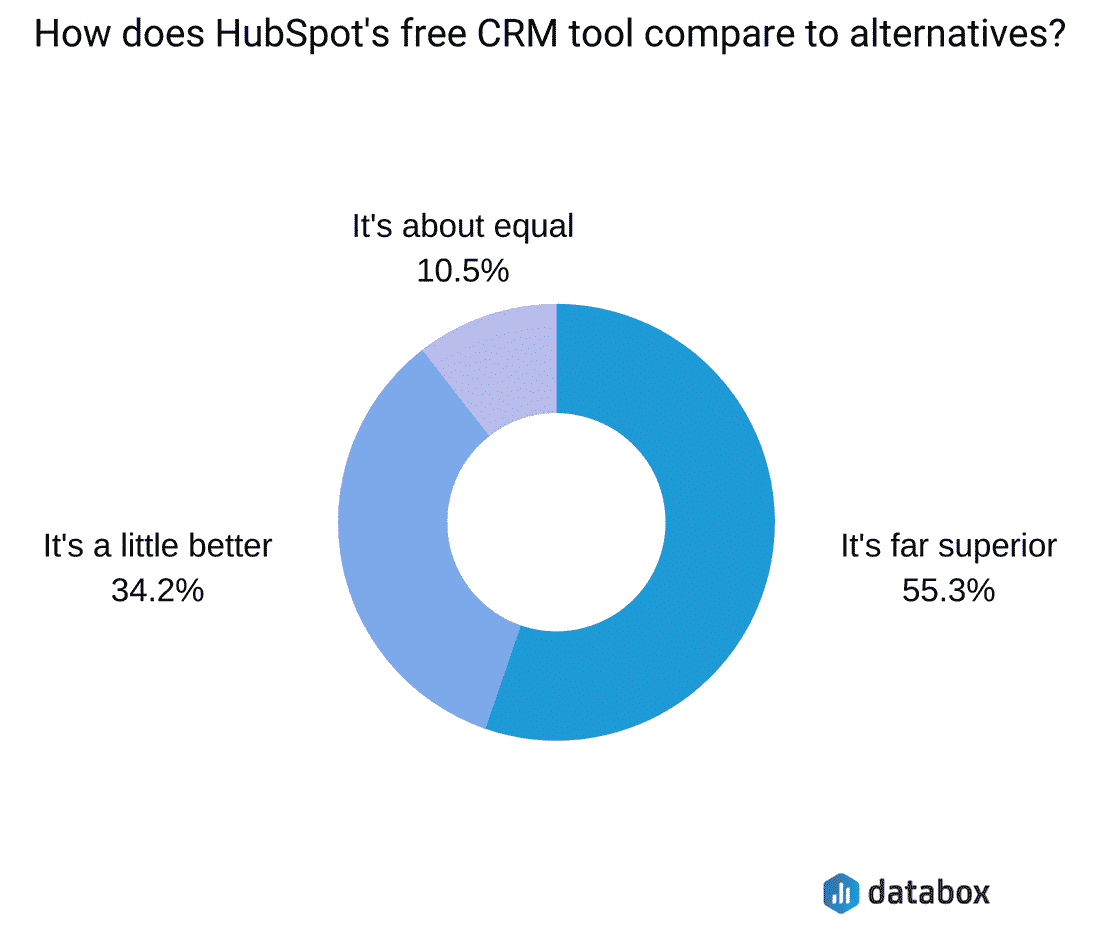 How does HubSpot's free CRM tool compare to alternatives?
It's about equal
10.5%
It's a little better
34.2%
It's far superior
55.3%
databox